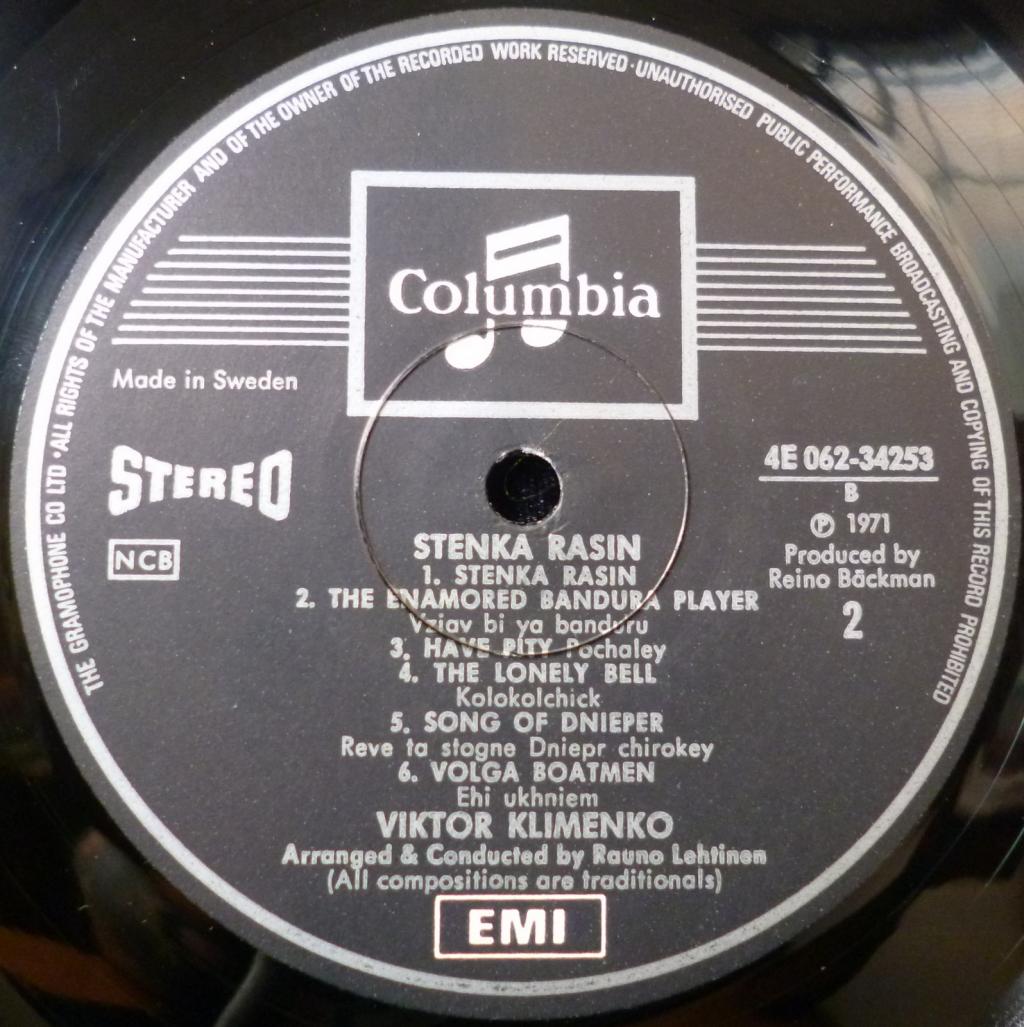 THE GRAMOPHONE CO LTD · ALL RIGHTS OF THE MANUFACTURER AND OF THE OWNER OF THE RECORDED WORK RESERVED · UNAUTHORISED PUBLIC PERFORMANCE BROADCASTING AND COPYING OF THIS RECORD PROHIBITED
Columbia
Made in Sweden
STEREO
NCB
4E 062-34253
B
℗ 1971
Produced by
Reino Bäckman
2
STENKA RASIN
1. STENKA RASIN
2. THE ENAMORED BANDURA PLAYER
Vziav bi ya banduru
3. HAVE PITY Pochaley
4. THE LONELY BELL
Kolokolchick
5. SONG OF DNIEPER
Reve ta stogne Dniepr chirokey
6. VOLGA BOATMEN
Ehi ukhniem
VIKTOR KLIMENKO
Arranged & Conducted by Rauno Lehtinen
(All compositions are traditionals)
EMI